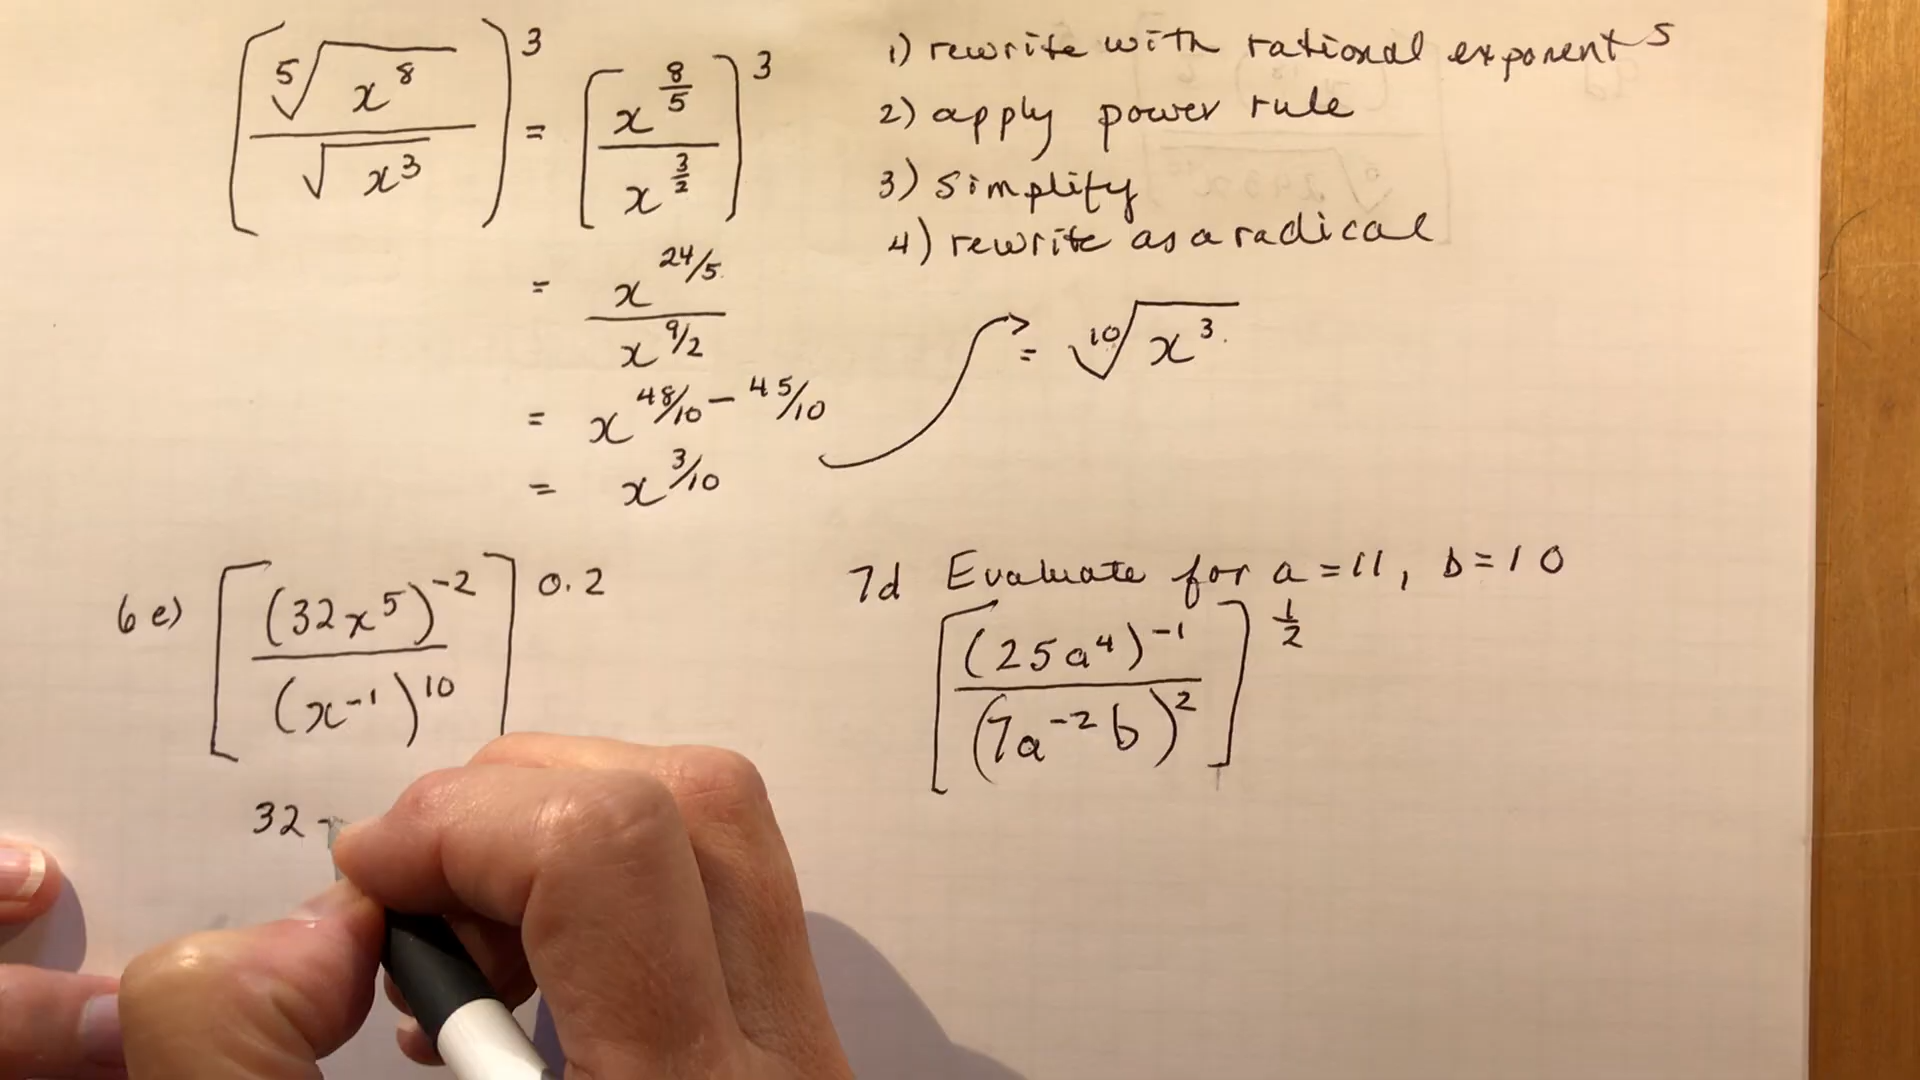 (⁵√x⁸ / √x³)³ = [x^(8/5) / x^(3/2)]³
= x^(24/5) / x^(9/2)
= x^(48/10 - 45/10)
= x^(3/10)
1) rewrite with rational exponents
2) apply power rule
3) simplify
4) rewrite as a radical
= ¹⁰√x³
6e) [(32x⁵)⁻² / (x⁻¹)¹⁰]^0.2
32
7d Evaluate for a = 11, b = 10
[(25a⁴)⁻¹ / (7a⁻²b)²]^(1/2)